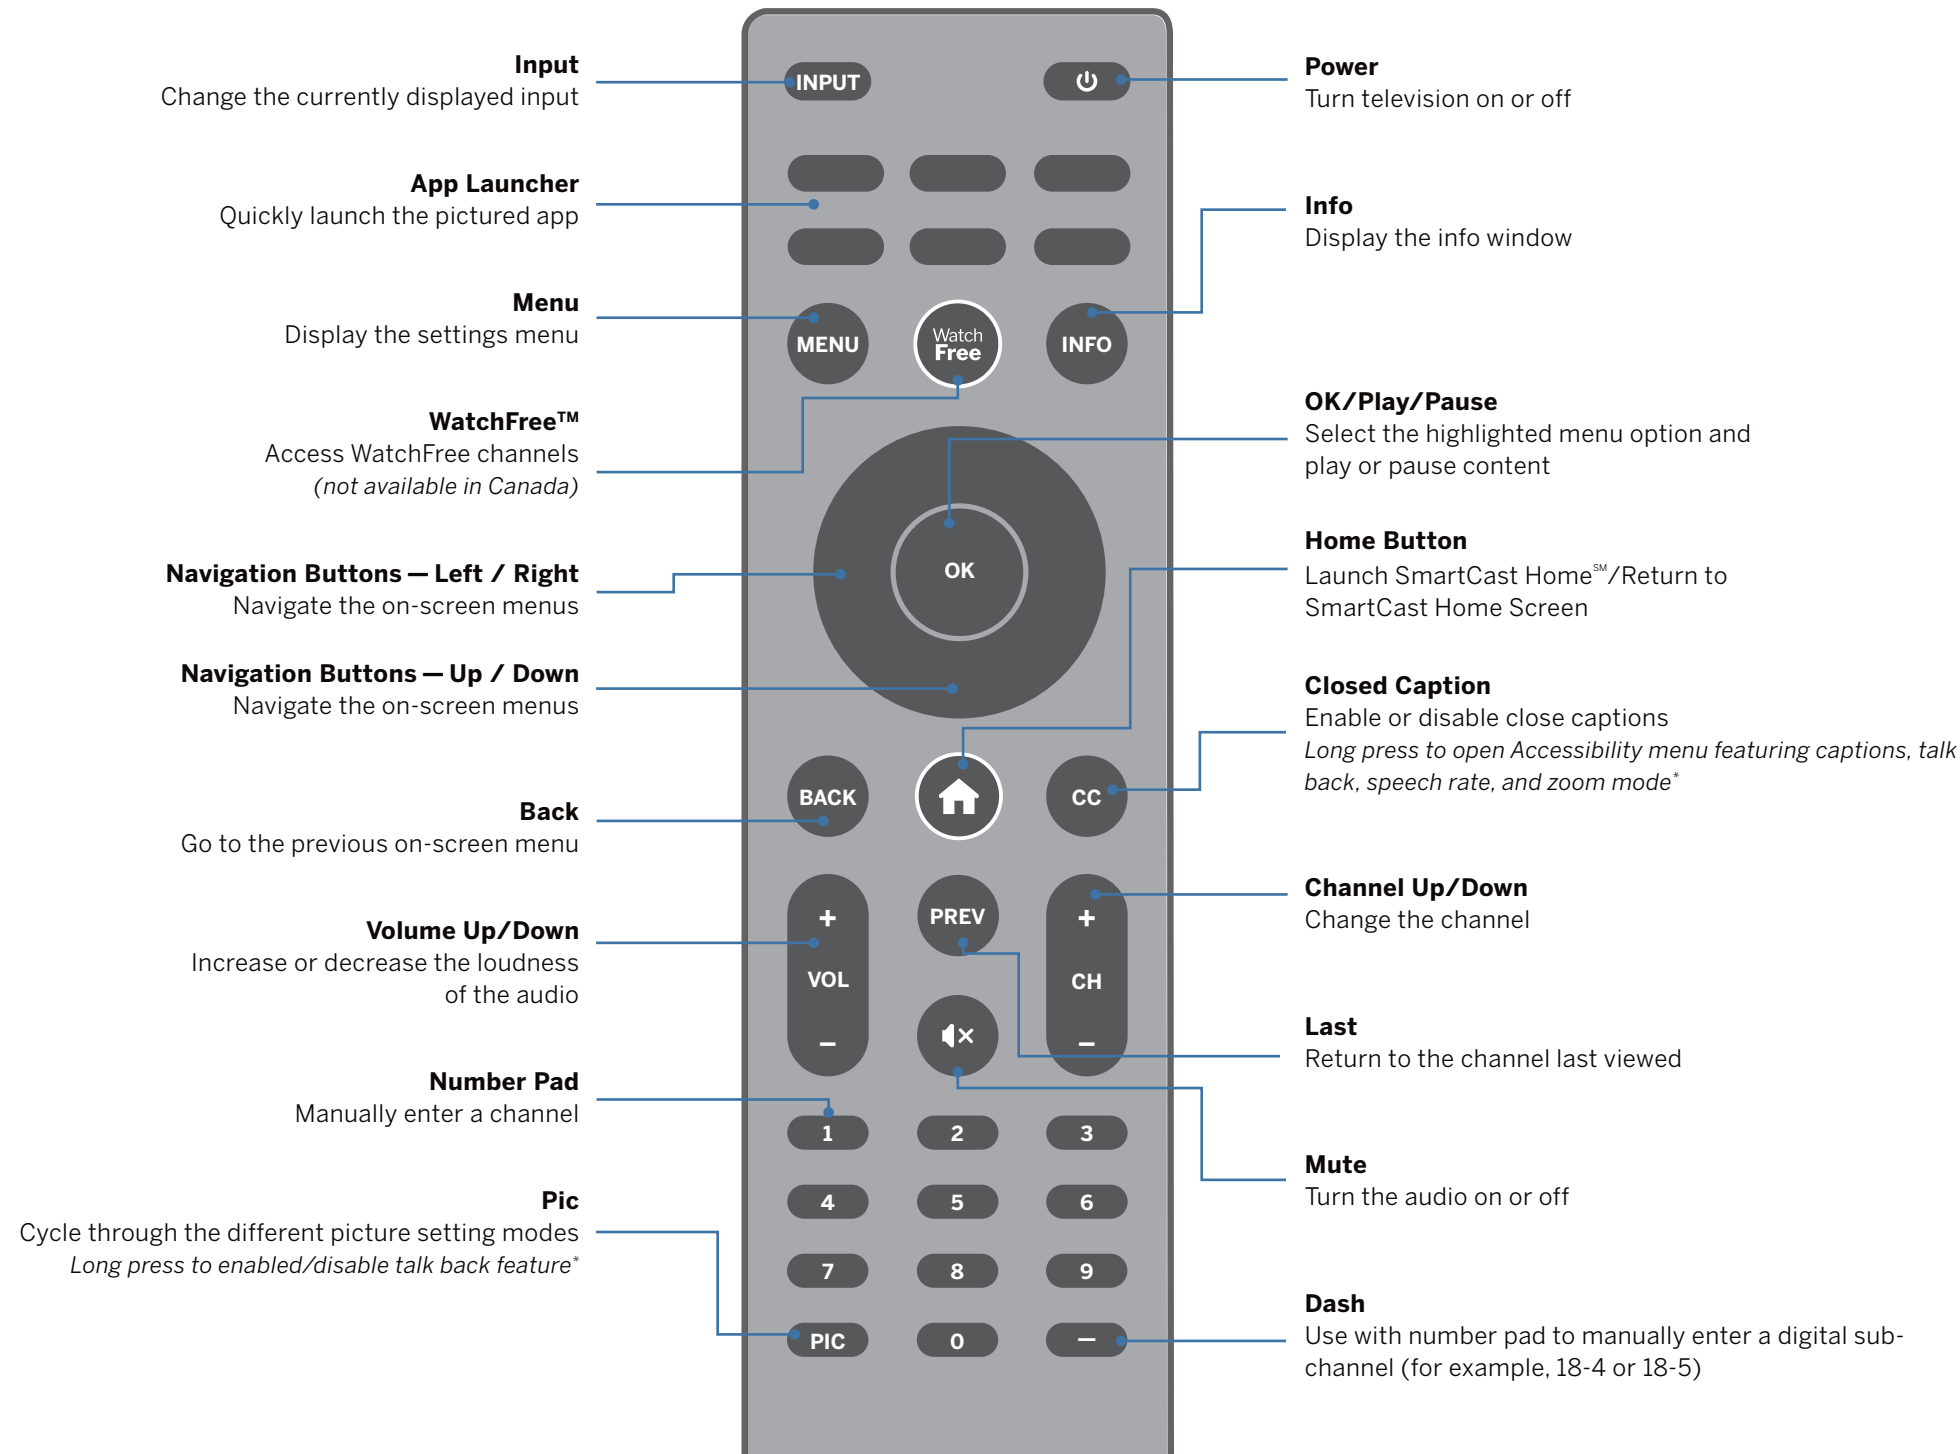 Input
Change the currently displayed input
App Launcher
Quickly launch the pictured app
Menu
Display the settings menu
WatchFree™
Access WatchFree channels
(not available in Canada)
Navigation Buttons — Left / Right
Navigate the on-screen menus
Navigation Buttons — Up / Down
Navigate the on-screen menus
Back
Go to the previous on-screen menu
Volume Up/Down
Increase or decrease the loudness
of the audio
Number Pad
Manually enter a channel
Pic
Cycle through the different picture setting modes
Long press to enabled/disable talk back feature*
INPUT
MENU
Watch
Free
INFO
OK
BACK
CC
+
PREV
+
VOL
CH
–
–
1
2
3
4
5
6
7
8
9
PIC
0
–
Power
Turn television on or off
Info
Display the info window
OK/Play/Pause
Select the highlighted menu option and
play or pause content
Home Button
Launch SmartCast Home℠/Return to
SmartCast Home Screen
Closed Caption
Enable or disable close captions
Long press to open Accessibility menu featuring captions, talk
back, speech rate, and zoom mode*
Channel Up/Down
Change the channel
Last
Return to the channel last viewed
Mute
Turn the audio on or off
Dash
Use with number pad to manually enter a digital sub-
channel (for example, 18-4 or 18-5)